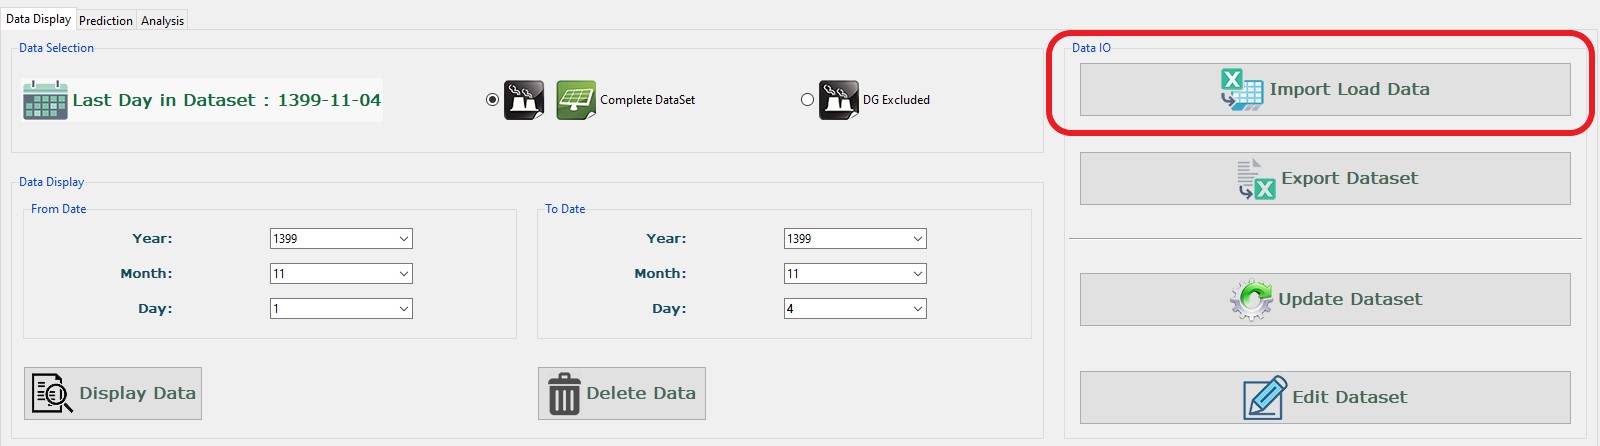 Data Display Prediction Analysis
Data Selection
Last Day in Dataset : 1399-11-04
Complete DataSet
DG Excluded
Data Display
From Date
Year: 1399
Month: 11
Day: 1
To Date
Year: 1399
Month: 11
Day: 4
Display Data
Delete Data
Data IO
Import Load Data
Export Dataset
Update Dataset
Edit Dataset